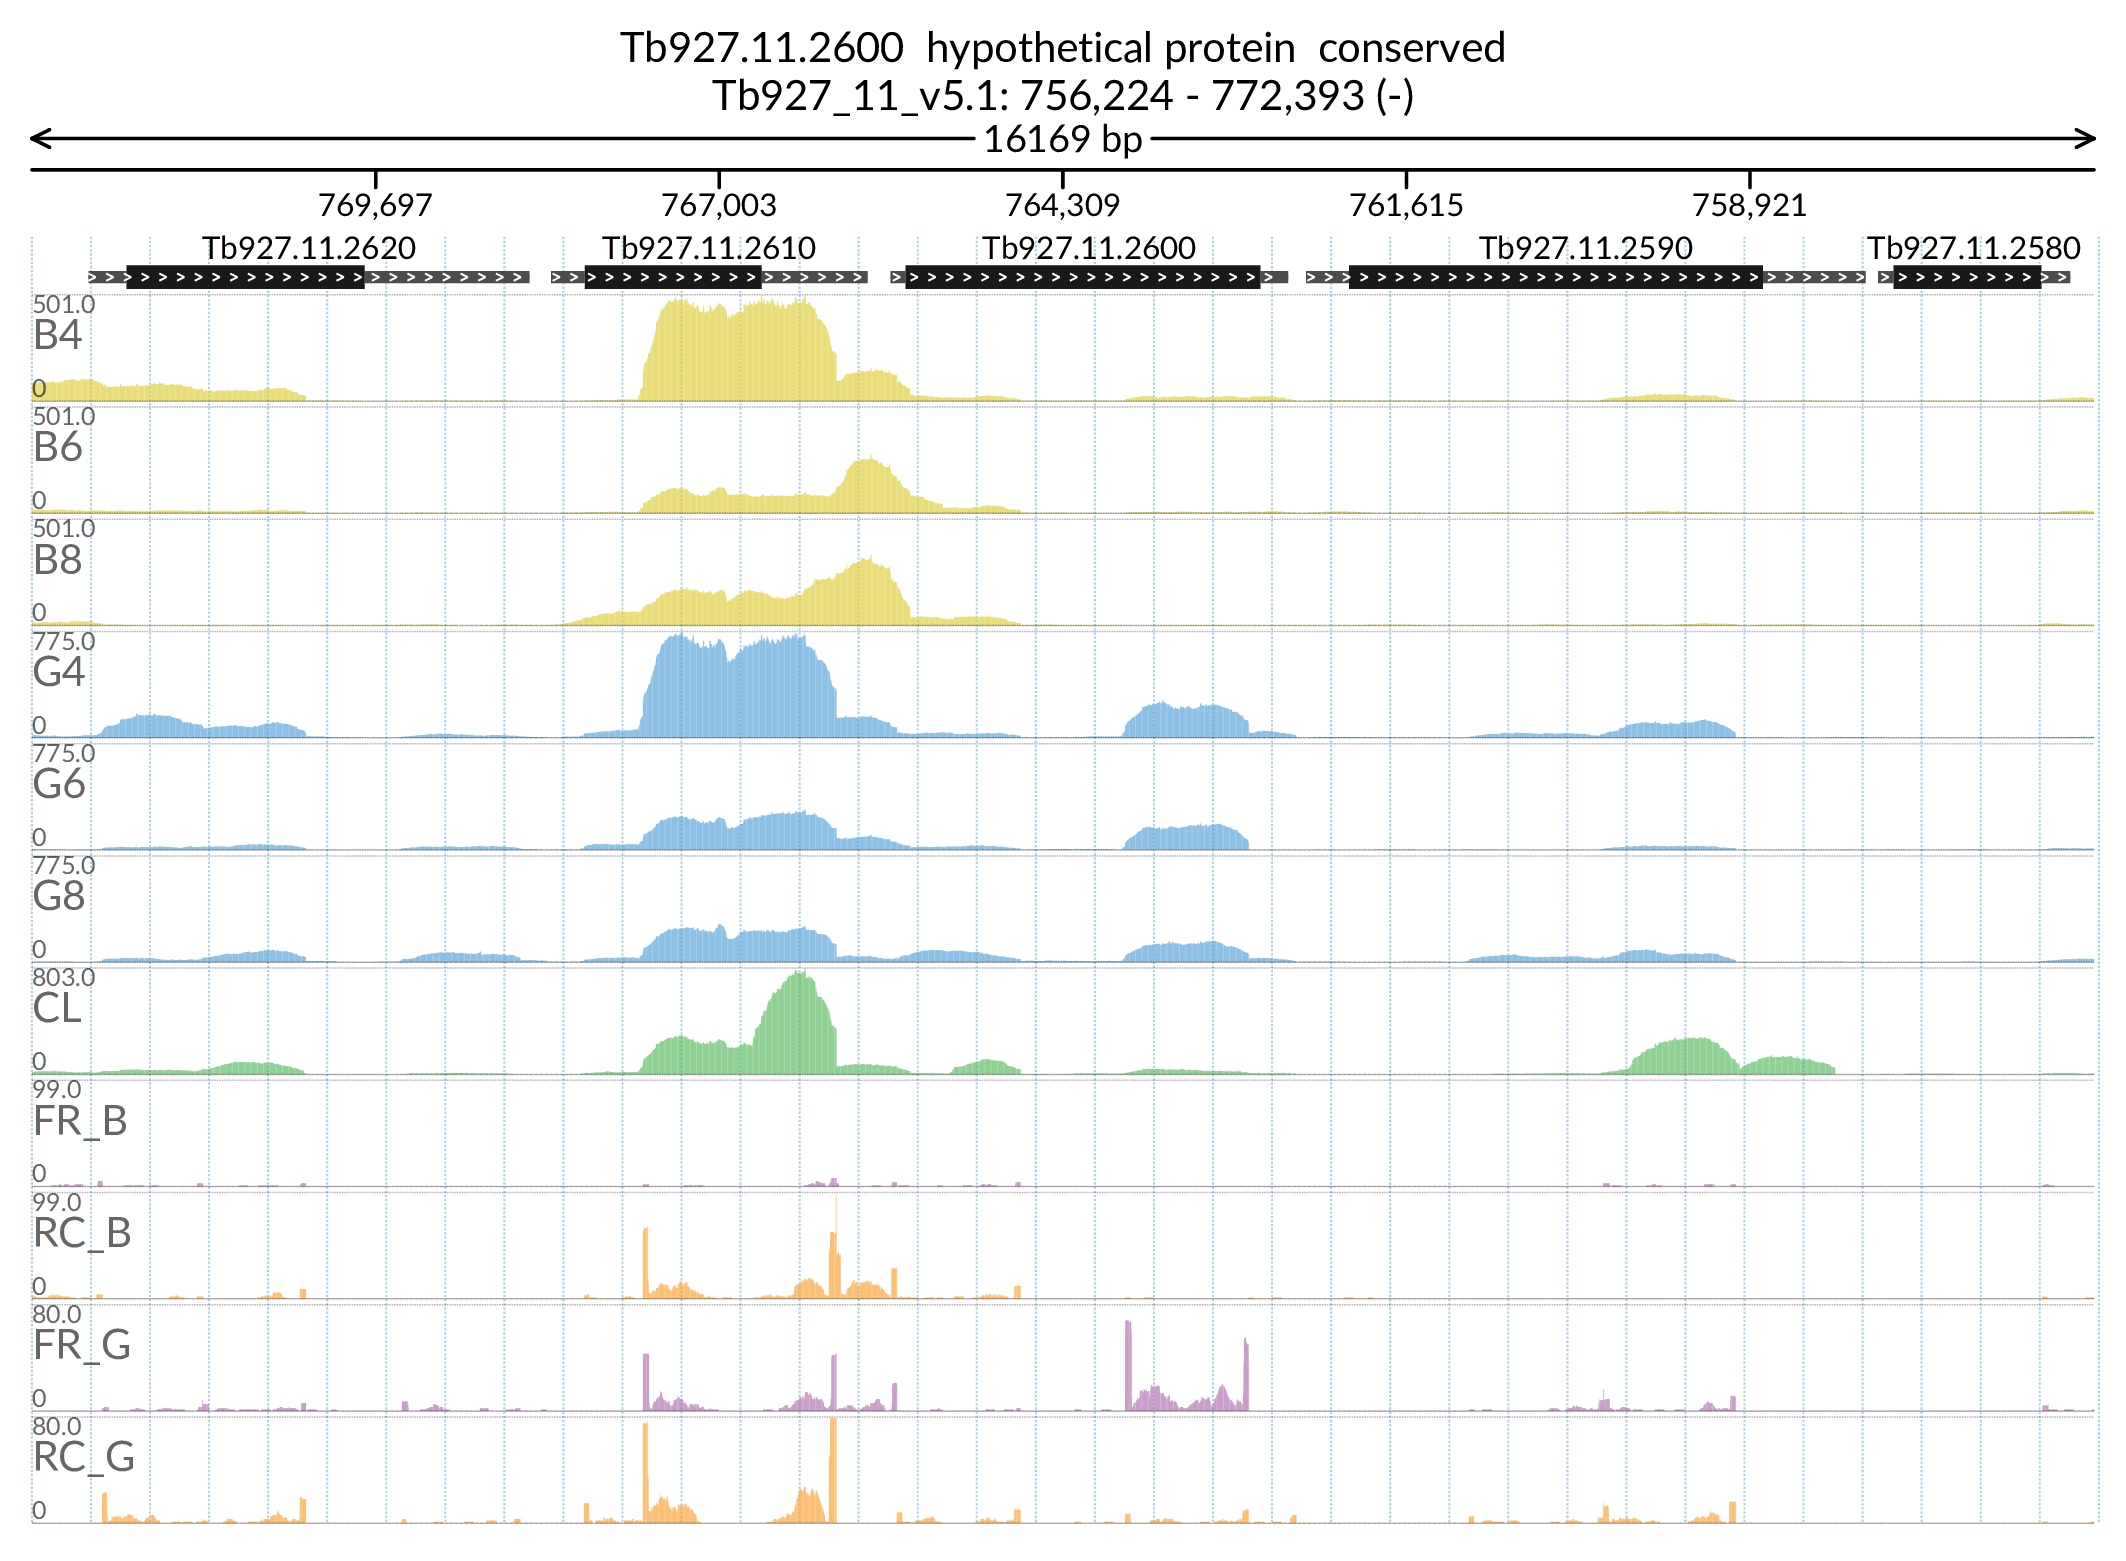 Tb927.11.2600  hypothetical protein  conserved
Tb927_11_v5.1: 756,224 - 772,393 (-)
16169 bp
769,697 767,003 764,309 761,615 758,921
Tb927.11.2620 Tb927.11.2610 Tb927.11.2600 Tb927.11.2590 Tb927.11.2580
501.0
B4
0
501.0
B6
0
501.0
B8
0
775.0
G4
0
775.0
G6
0
775.0
G8
0
803.0
CL
0
99.0
FR_B
0
99.0
RC_B
0
80.0
FR_G
0
80.0
RC_G
0